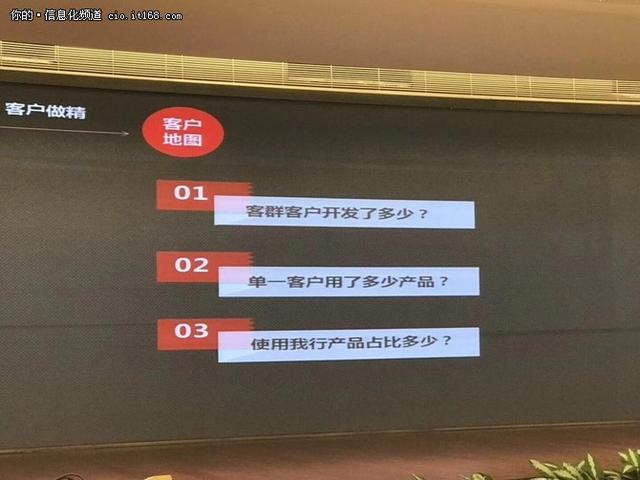 你的·信息化频道 cio.it168.com
客户做精
客户
地图
01
客群客户开发了多少？
02
单一客户用了多少产品？
03
使用我行产品占比多少？